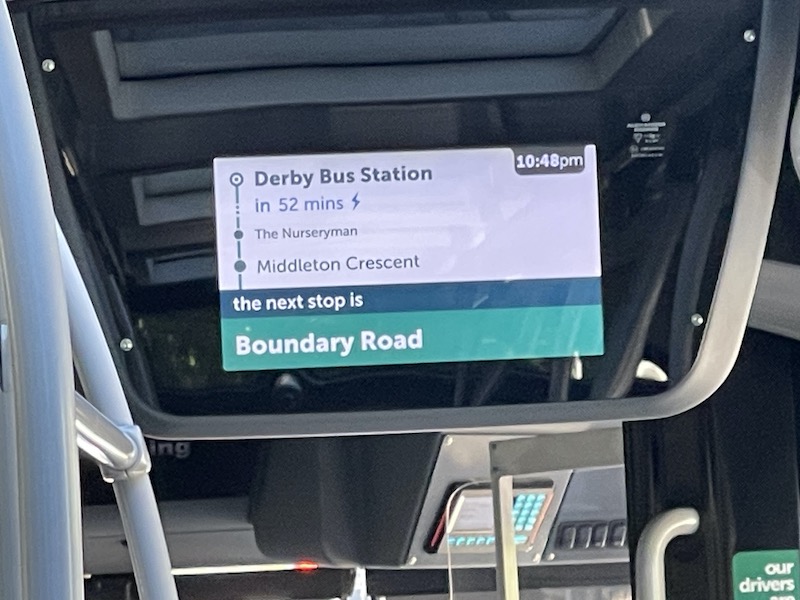 10:48pm
Derby Bus Station
in 52 mins
The Nurseryman
Middleton Crescent
the next stop is
Boundary Road
ing
our
drivers